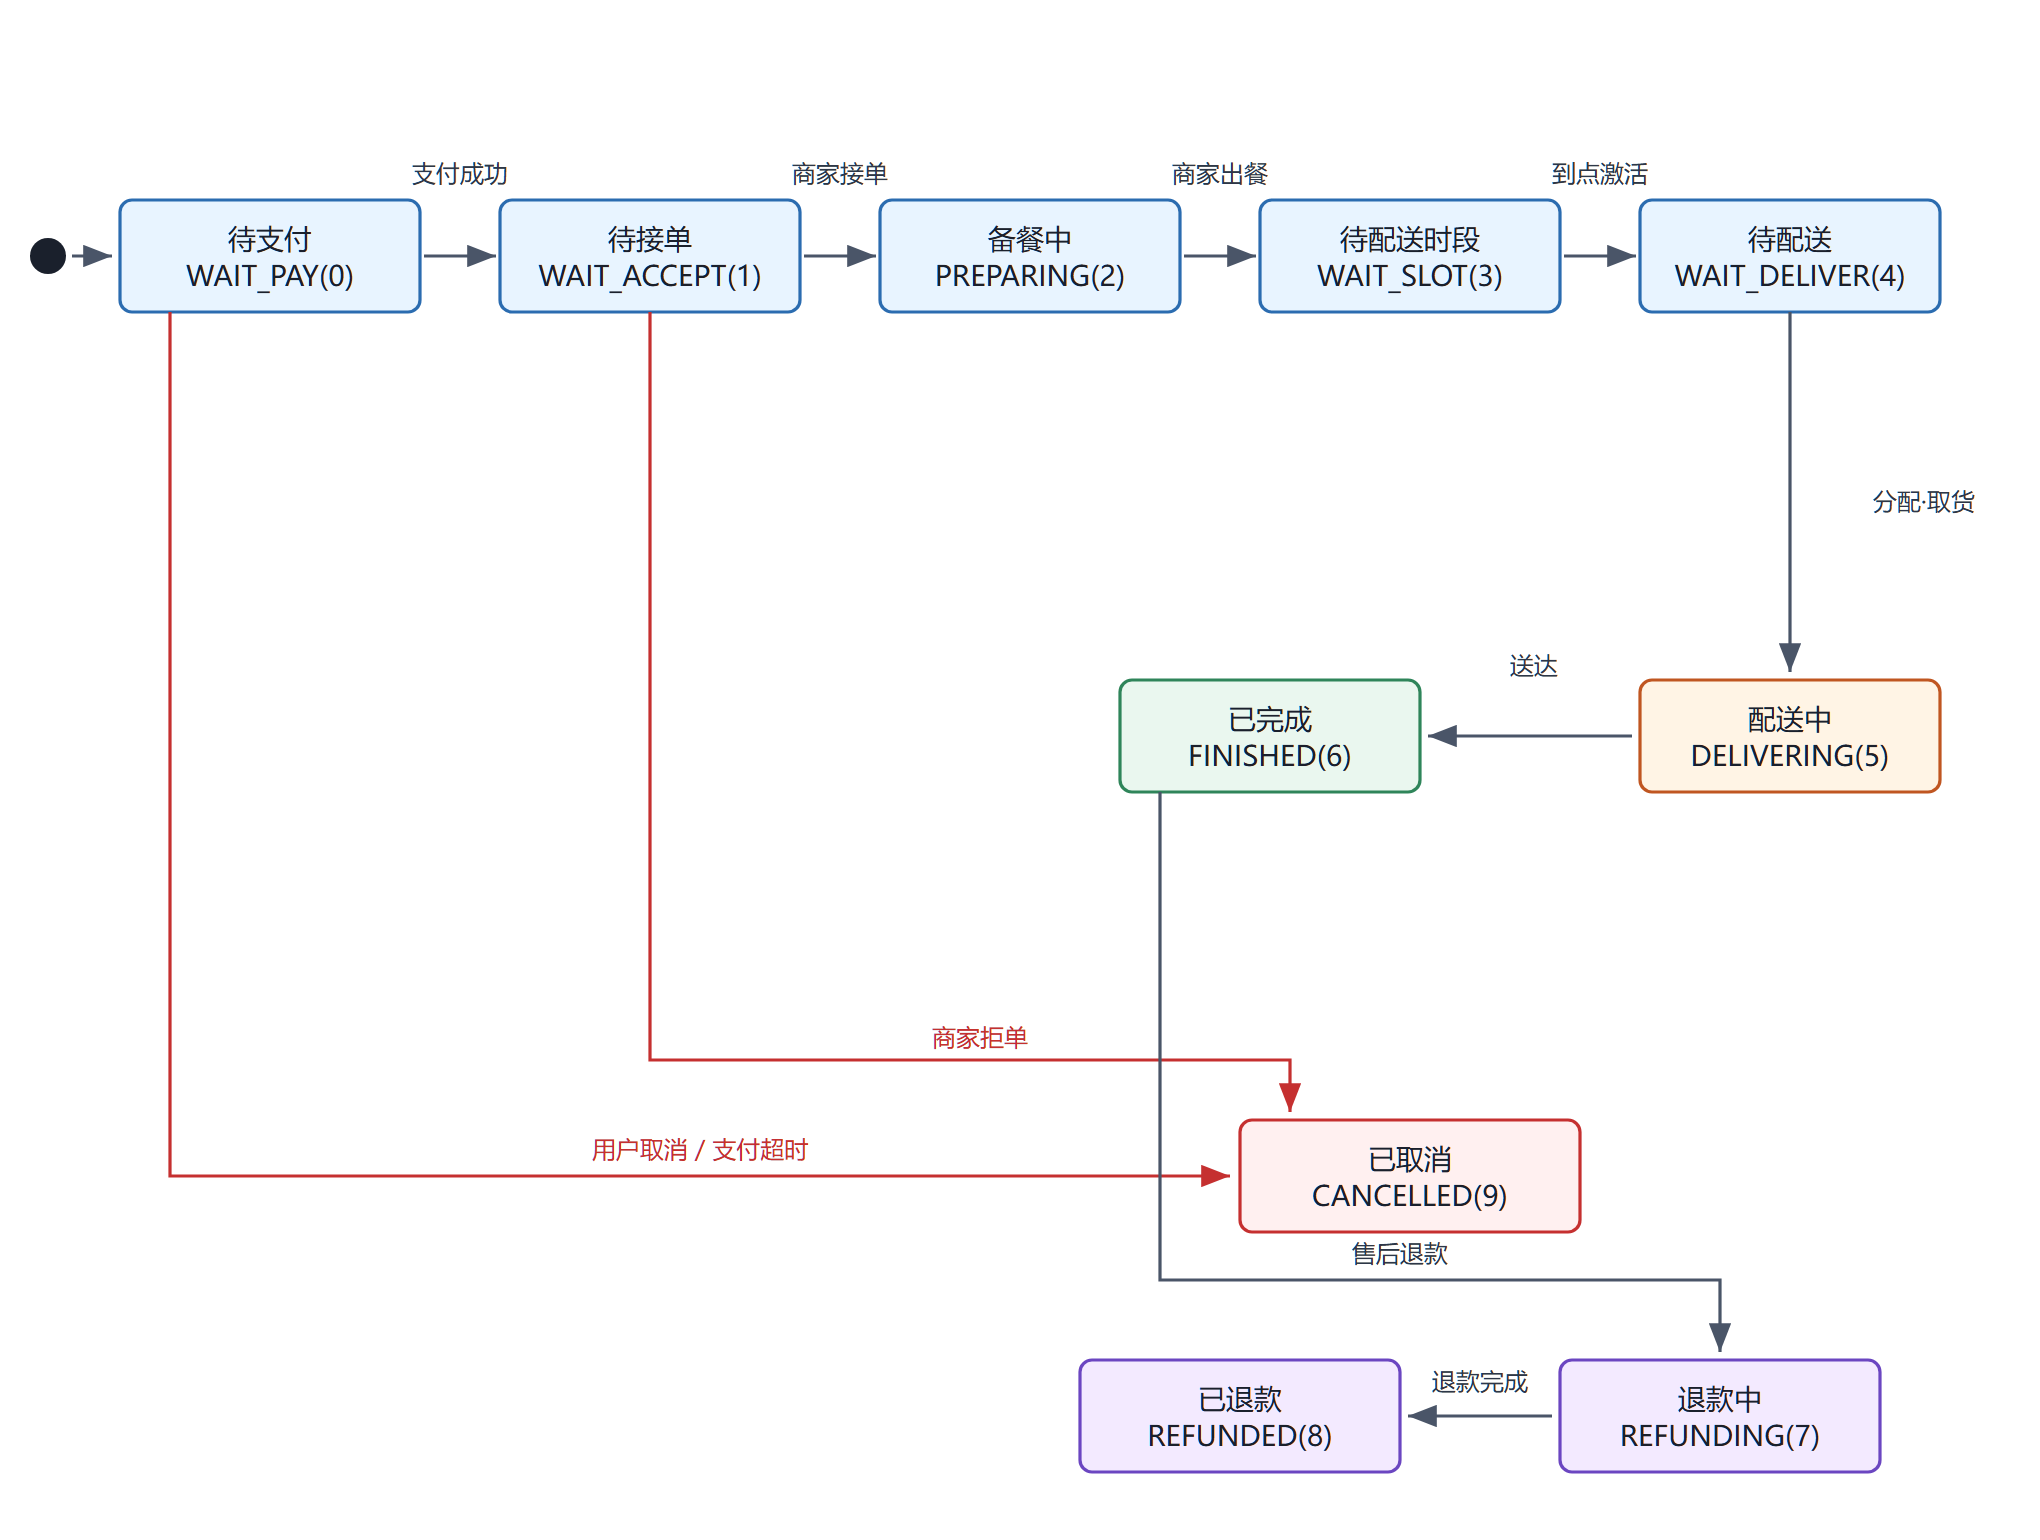 支付成功
商家接单
商家出餐
到点激活
待支付
WAIT_PAY(0)
待接单
WAIT_ACCEPT(1)
备餐中
PREPARING(2)
待配送时段
WAIT_SLOT(3)
待配送
WAIT_DELIVER(4)
分配·取货
送达
已完成
FINISHED(6)
配送中
DELIVERING(5)
商家拒单
用户取消 / 支付超时
已取消
CANCELLED(9)
售后退款
退款完成
已退款
REFUNDED(8)
退款中
REFUNDING(7)